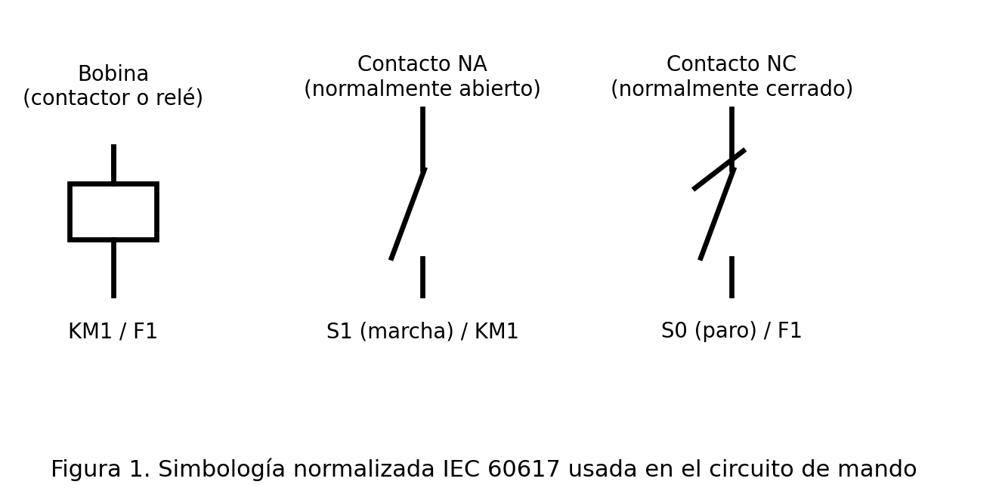 Bobina
(contactor o relé)
Contacto NA
(normalmente abierto)
Contacto NC
(normalmente cerrado)
KM1 / F1
S1 (marcha) / KM1
S0 (paro) / F1
Figura 1. Simbología normalizada IEC 60617 usada en el circuito de mando